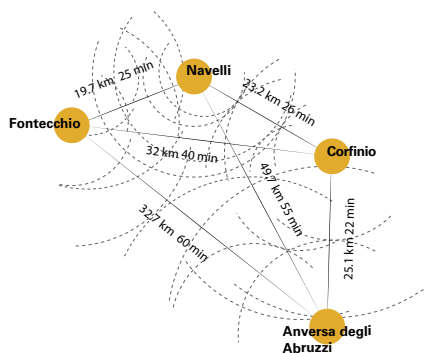 Navelli
19.7 km 25 min
23.2 km 26 min
Fontecchio
Corfinio
32 km 40 min
49.7 km 55 min
32.7 km 60 min
25.1 km 22 min
Anversa degli
Abruzzi